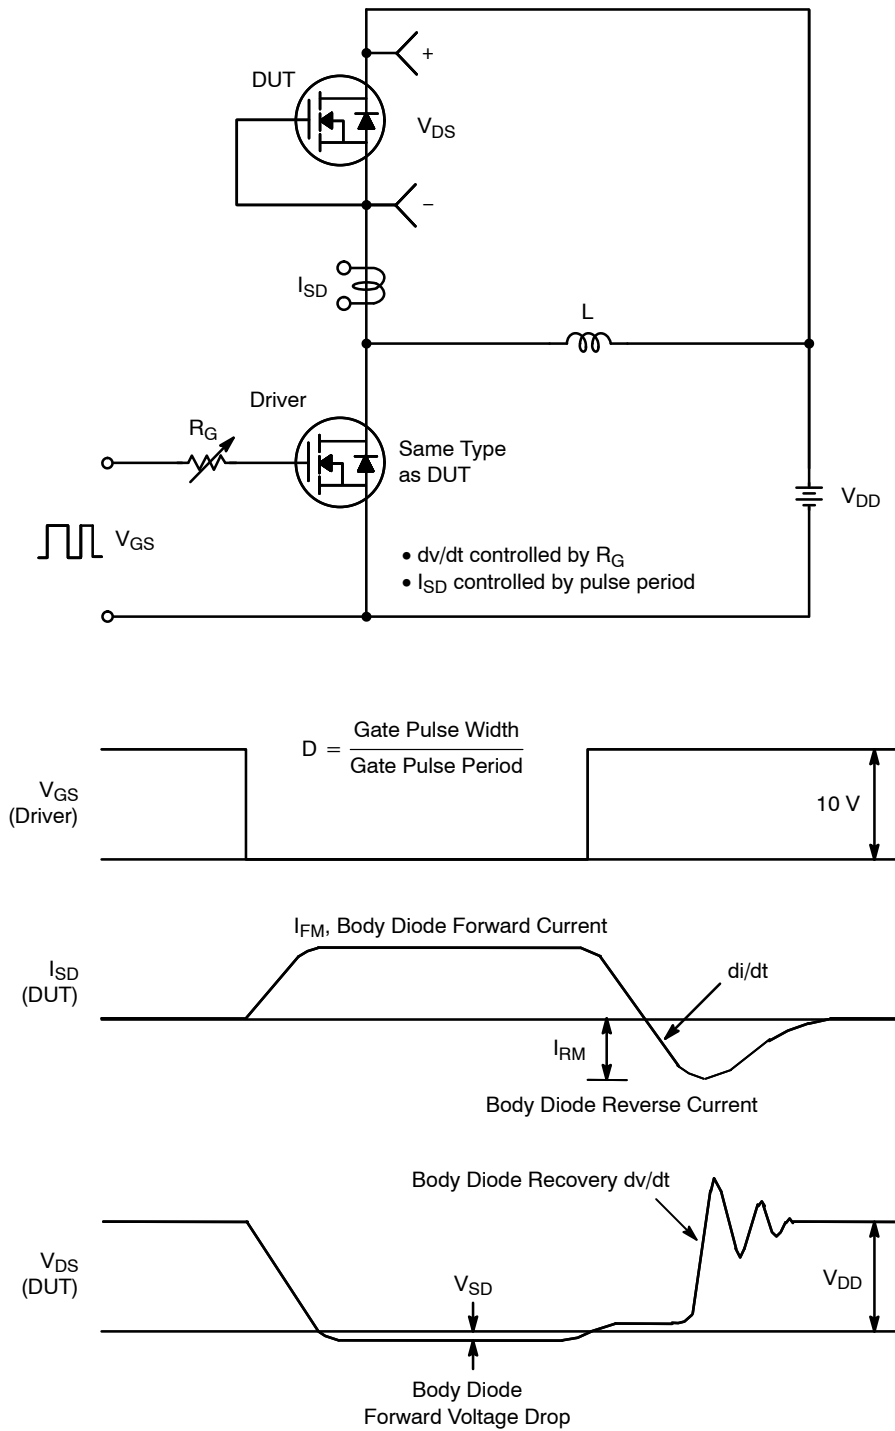 DUT
+
V_DS
−
I_SD
L
Driver
R_G
Same Type
as DUT
V_DD
V_GS
• dv/dt controlled by R_G
• I_SD controlled by pulse period
D = Gate Pulse Width / Gate Pulse Period
V_GS
(Driver)
10 V
I_FM, Body Diode Forward Current
I_SD
(DUT)
di/dt
I_RM
Body Diode Reverse Current
Body Diode Recovery dv/dt
V_DS
(DUT)
V_SD
V_DD
Body Diode
Forward Voltage Drop